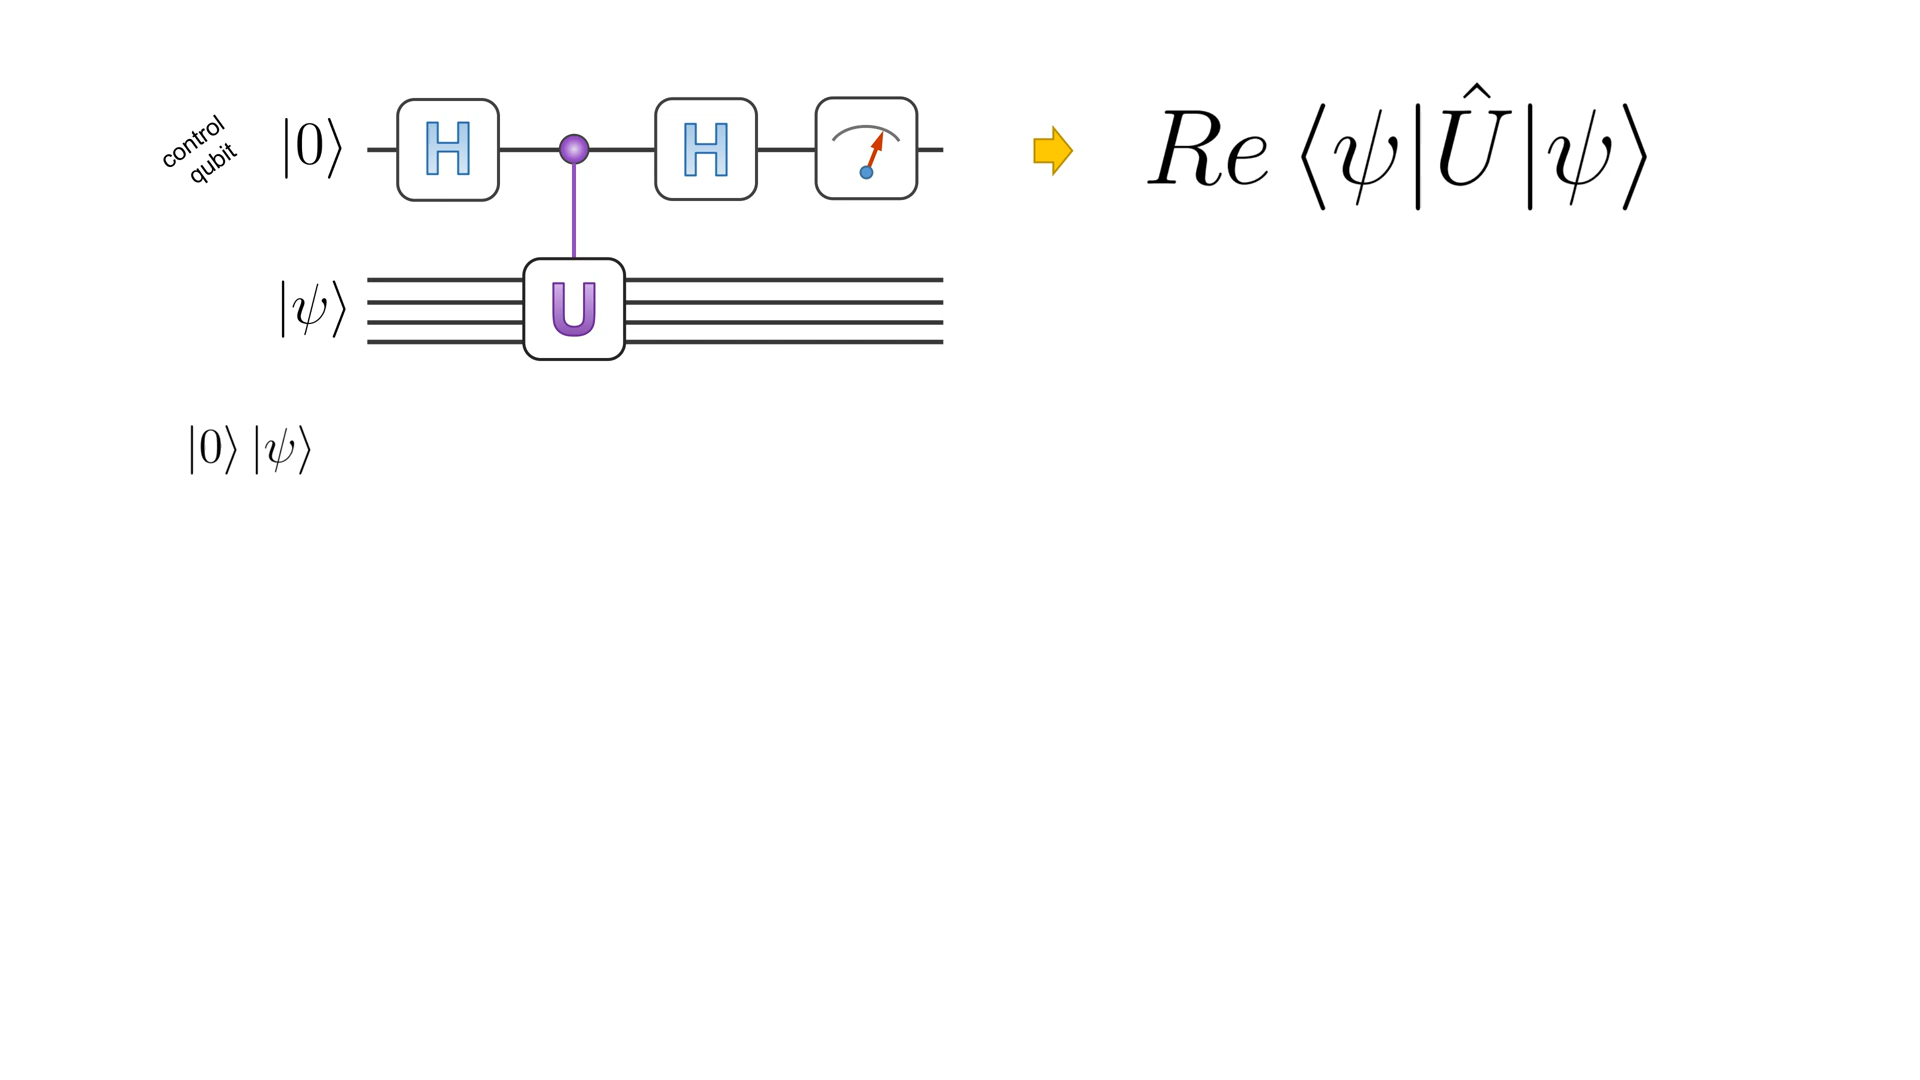 control
qubit
|0⟩ H H
|ψ⟩ U
Re ⟨ψ|Û|ψ⟩
|0⟩ |ψ⟩